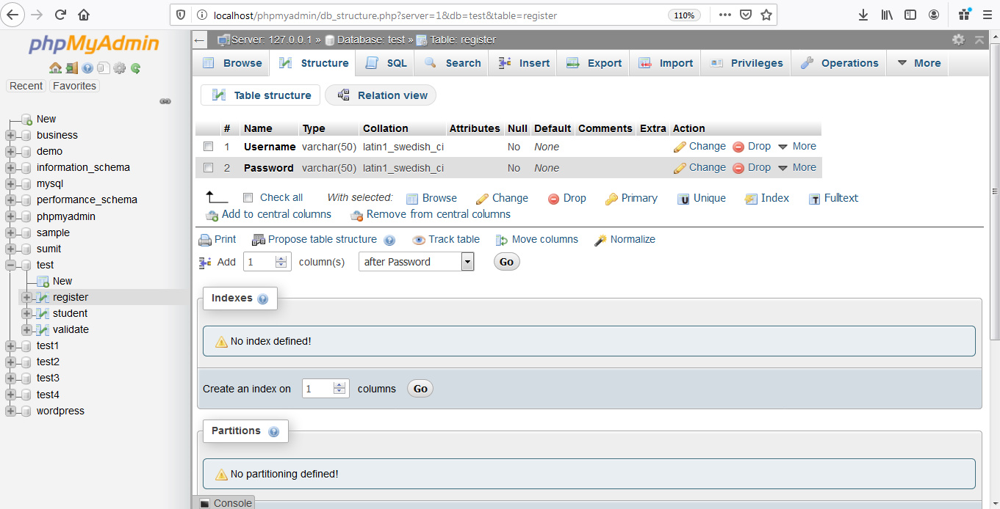 localhost/phpmyadmin/db_structure.php?server=1&db=test&table=register 110%
phpMyAdmin
Recent Favorites
New
business
demo
information_schema
mysql
performance_schema
phpmyadmin
sample
sumit
test
New
register
student
validate
test1
test2
test3
test4
wordpress
Server: 127.0.0.1 » Database: test » Table: register
Browse Structure SQL Search Insert Export Import Privileges Operations More
Table structure Relation view
# Name Type Collation Attributes Null Default Comments Extra Action
1 Username varchar(50) latin1_swedish_ci No None Change Drop More
2 Password varchar(50) latin1_swedish_ci No None Change Drop More
Check all With selected: Browse Change Drop Primary U Unique Index T Fulltext
Add to central columns Remove from central columns
Print Propose table structure Track table Move columns Normalize
Add 1 column(s) after Password Go
Indexes
No index defined!
Create an index on 1 columns Go
Partitions
No partitioning defined!
Console